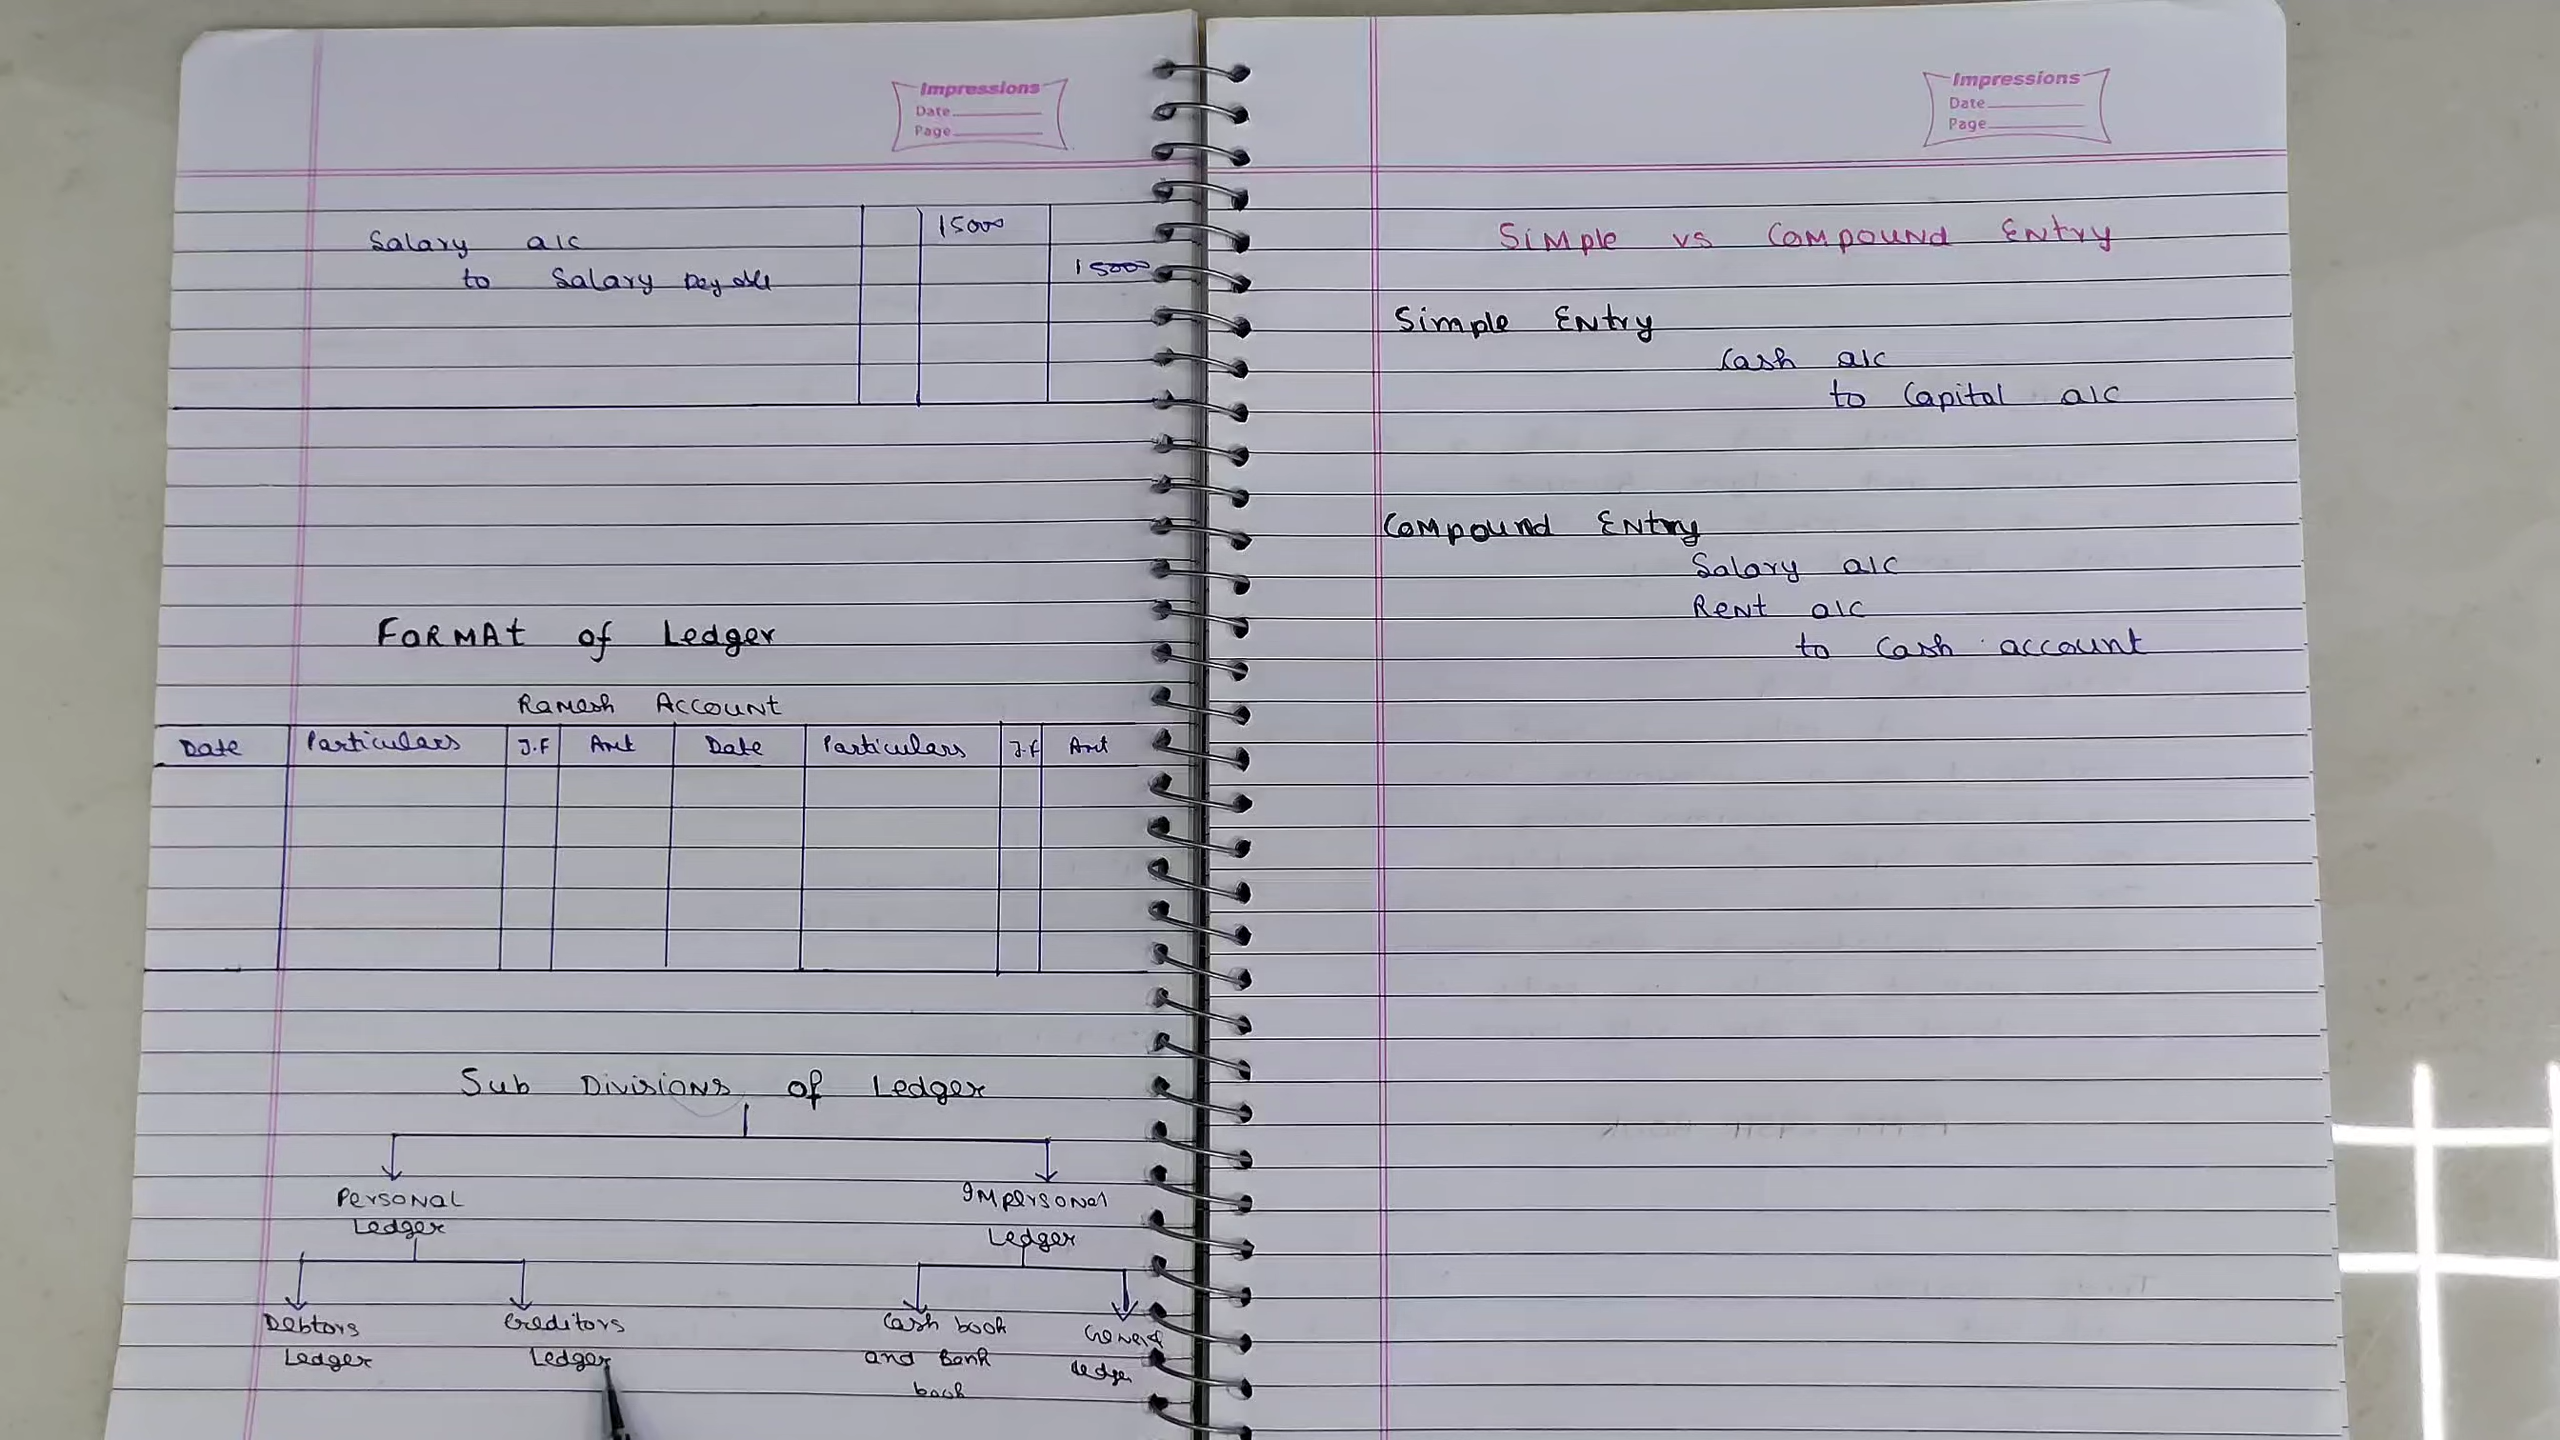 Impressions
Date
Page
Salary a/c 15000
to Salary payable 15000
Format of Ledger
Ramesh Account
Date Particulars J.F Amt Date Particulars J.F Amt
Sub Divisions of Ledger
Personal Ledger
Impersonal Ledger
Debtors Ledger
Creditors Ledger
Cash book and Bank book
General Ledger
Impressions
Date
Page
Simple vs Compound Entry
Simple Entry
Cash a/c
to Capital a/c
Compound Entry
Salary a/c
Rent a/c
to Cash account